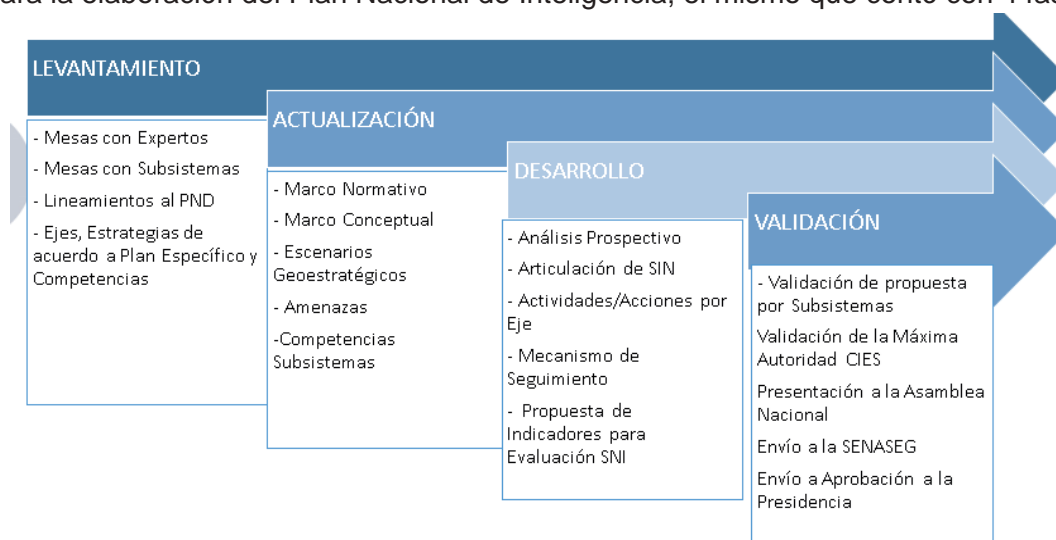 ara la elaboración del Plan Nacional de Inteligencia, el mismo que contó con
LEVANTAMIENTO
- Mesas con Expertos
- Mesas con Subsistemas
- Lineamientos al PND
- Ejes, Estrategias de
acuerdo a Plan Específico y
Competencias
ACTUALIZACIÓN
- Marco Normativo
- Marco Conceptual
- Escenarios
Geoestratégicos
- Amenazas
-Competencias
Subsistemas
DESARROLLO
- Análisis Prospectivo
- Articulación de SIN
- Actividades/Acciones por
Eje
- Mecanismo de
Seguimiento
- Propuesta de
Indicadores para
Evaluación SNI
VALIDACIÓN
- Validación de propuesta
por Subsistemas
Validación de la Máxima
Autoridad CIES
Presentación a la Asamblea
Nacional
Envío a la SENASEG
Envío a Aprobación a la
Presidencia